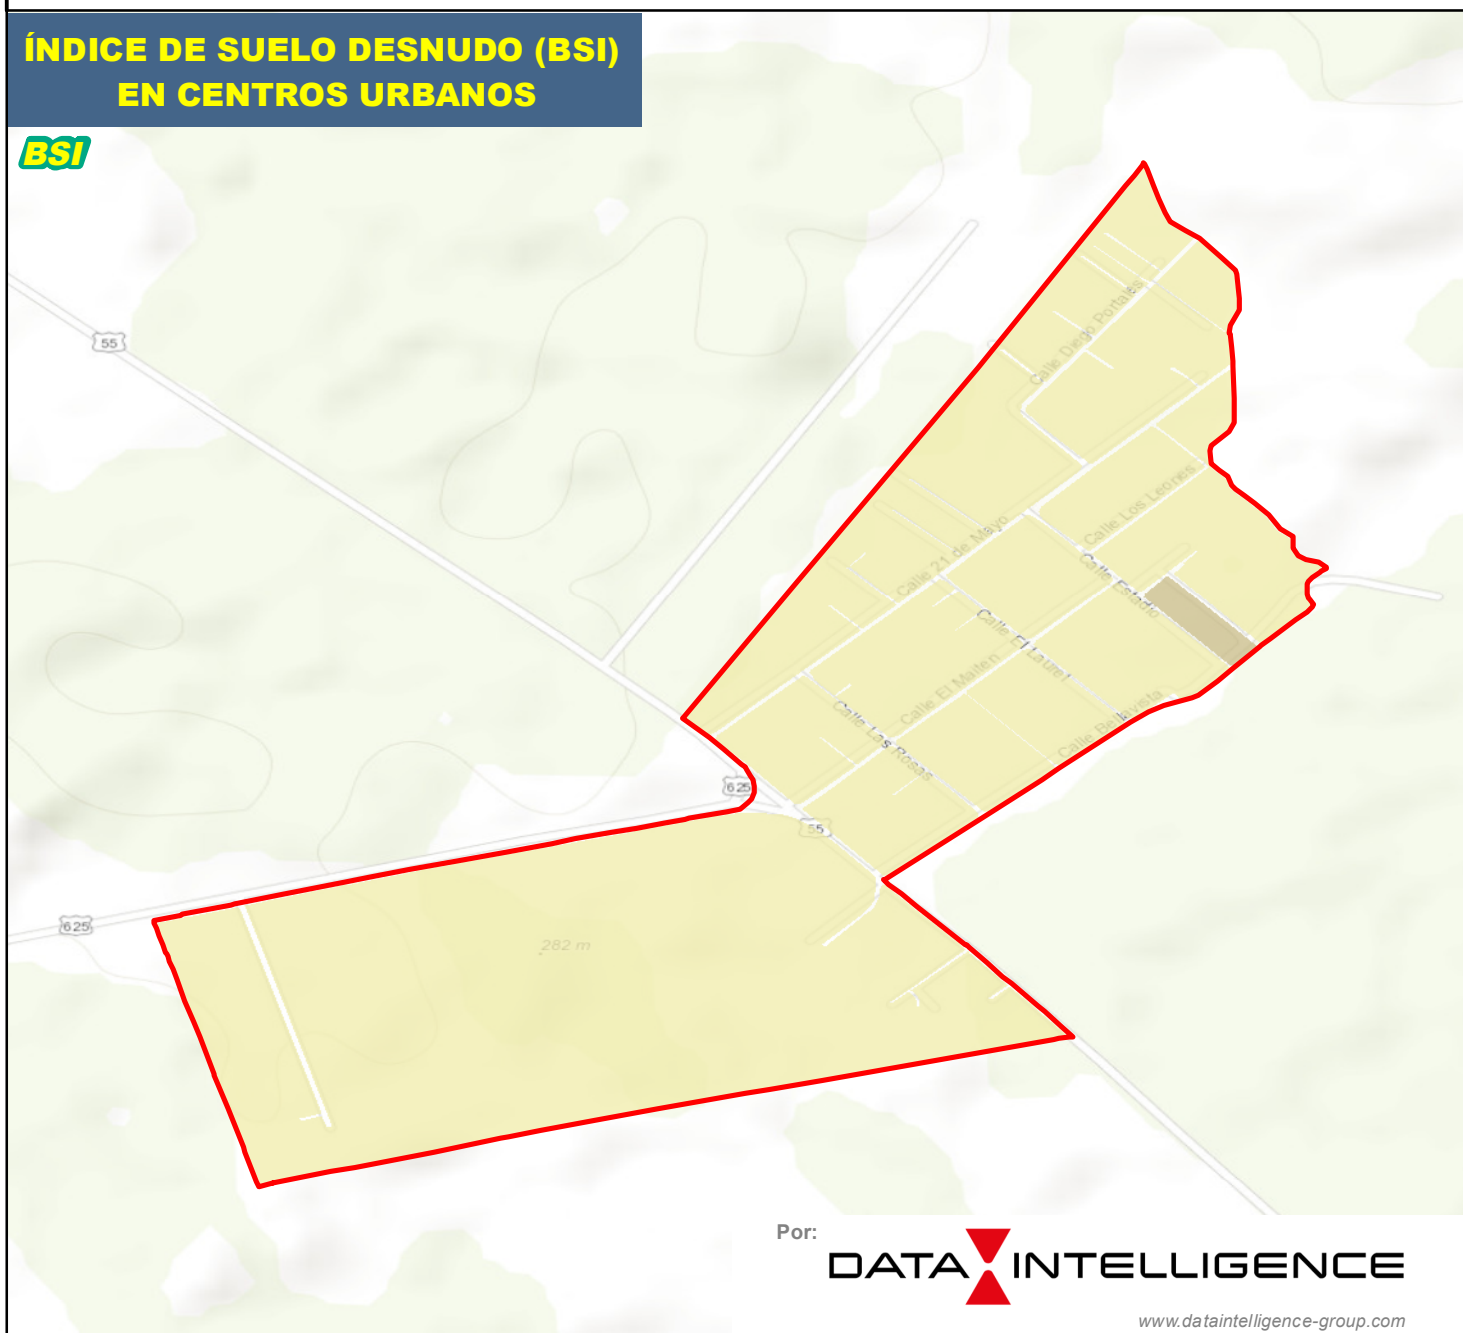 ÍNDICE DE SUELO DESNUDO (BSI)
EN CENTROS URBANOS
BSI
55
Calle Diego Portales
Calle Los Leones
Calle 21 de Mayo
Calle Estadio
Calle El Laurel
Calle El Maiten
Calle Las Rosas
Calle Bellavista
625
55
625
282 m
Por:
DATA INTELLIGENCE
www.dataintelligence-group.com